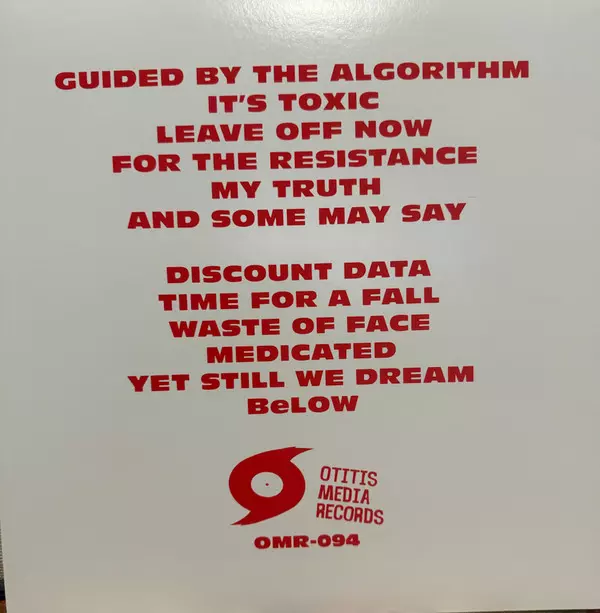 GUIDED BY THE ALGORITHM
IT'S TOXIC
LEAVE OFF NOW
FOR THE RESISTANCE
MY TRUTH
AND SOME MAY SAY
DISCOUNT DATA
TIME FOR A FALL
WASTE OF FACE
MEDICATED
YET STILL WE DREAM
BeLOW
OTITIS
MEDIA
RECORDS
OMR-094